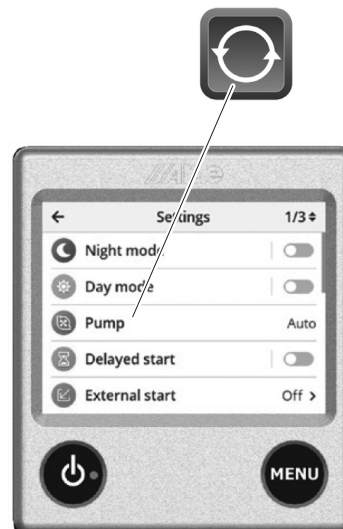 Settings 1/3
Night mode
Day mode
Pump Auto
Delayed start
External start Off >
MENU